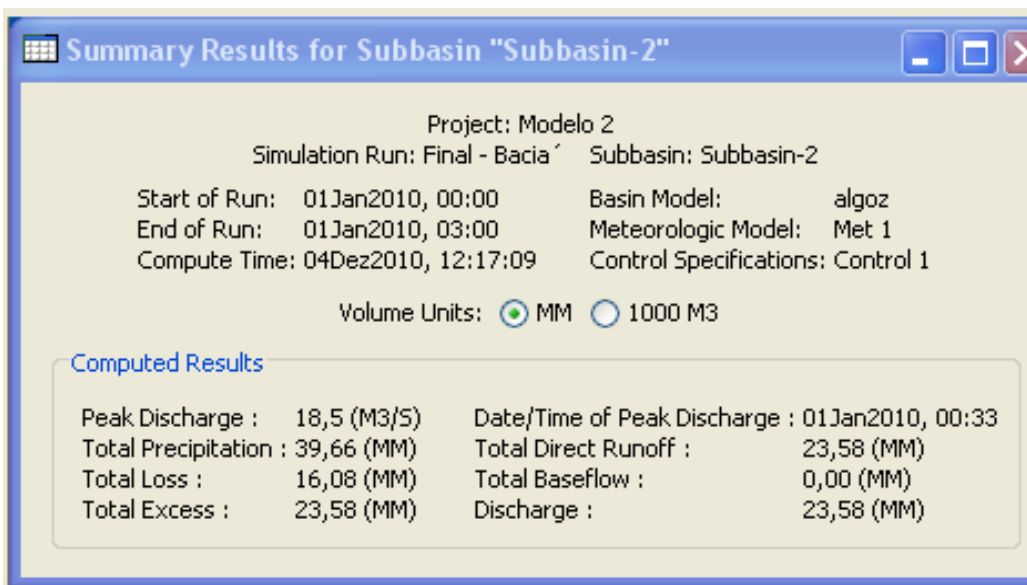 Summary Results for Subbasin "Subbasin-2"
Project: Modelo 2
Simulation Run: Final - Bacia´ Subbasin: Subbasin-2
Start of Run: 01Jan2010, 00:00 Basin Model: algoz
End of Run: 01Jan2010, 03:00 Meteorologic Model: Met 1
Compute Time: 04Dez2010, 12:17:09 Control Specifications: Control 1
Volume Units: MM 1000 M3
Computed Results
Peak Discharge : 18,5 (M3/S) Date/Time of Peak Discharge : 01Jan2010, 00:33
Total Precipitation : 39,66 (MM) Total Direct Runoff : 23,58 (MM)
Total Loss : 16,08 (MM) Total Baseflow : 0,00 (MM)
Total Excess : 23,58 (MM) Discharge : 23,58 (MM)